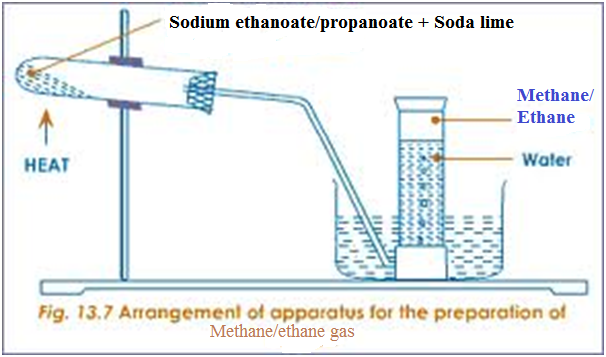 Sodium ethanoate/propanoate + Soda lime
Methane/
Ethane
Water
HEAT
Fig. 13.7 Arrangement of apparatus for the preparation of
Methane/ethane gas